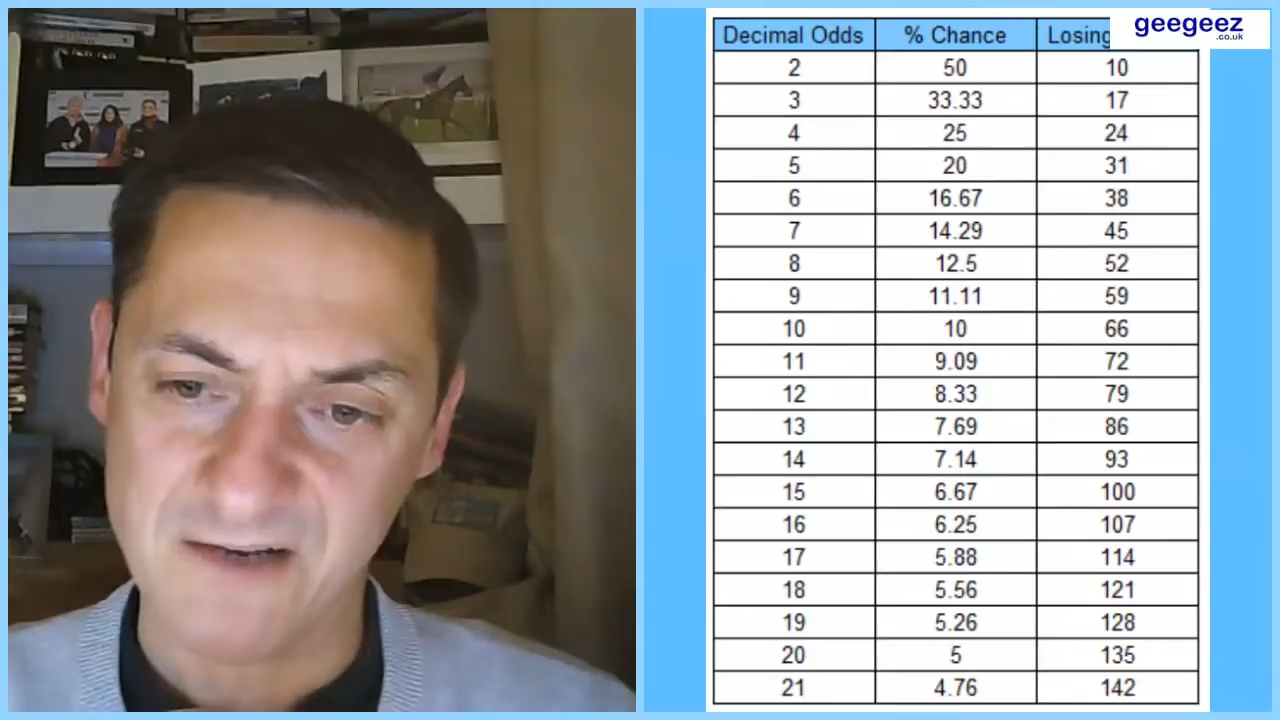 geegeez
.co.uk
Decimal Odds % Chance Losing
2 50 10
3 33.33 17
4 25 24
5 20 31
6 16.67 38
7 14.29 45
8 12.5 52
9 11.11 59
10 10 66
11 9.09 72
12 8.33 79
13 7.69 86
14 7.14 93
15 6.67 100
16 6.25 107
17 5.88 114
18 5.56 121
19 5.26 128
20 5 135
21 4.76 142